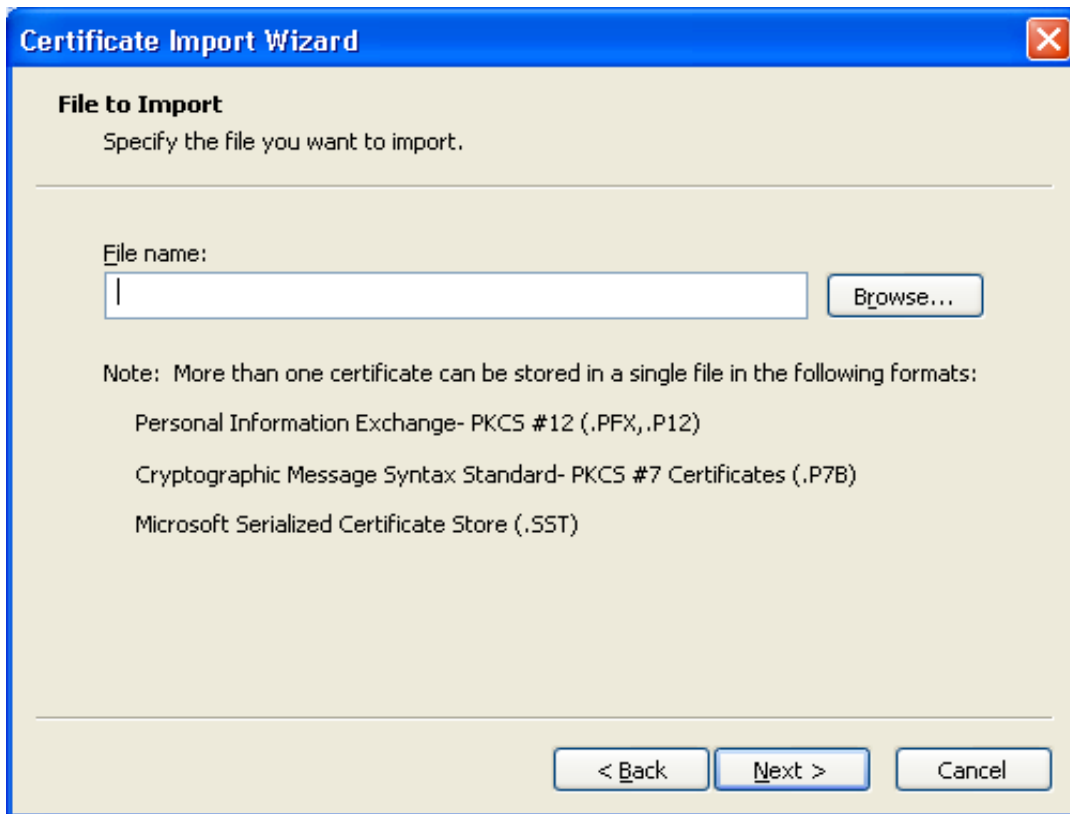 Certificate Import Wizard
File to Import
Specify the file you want to import.
File name:
Browse...
Note:  More than one certificate can be stored in a single file in the following formats:
Personal Information Exchange- PKCS #12 (.PFX,.P12)
Cryptographic Message Syntax Standard- PKCS #7 Certificates (.P7B)
Microsoft Serialized Certificate Store (.SST)
< Back Next > Cancel